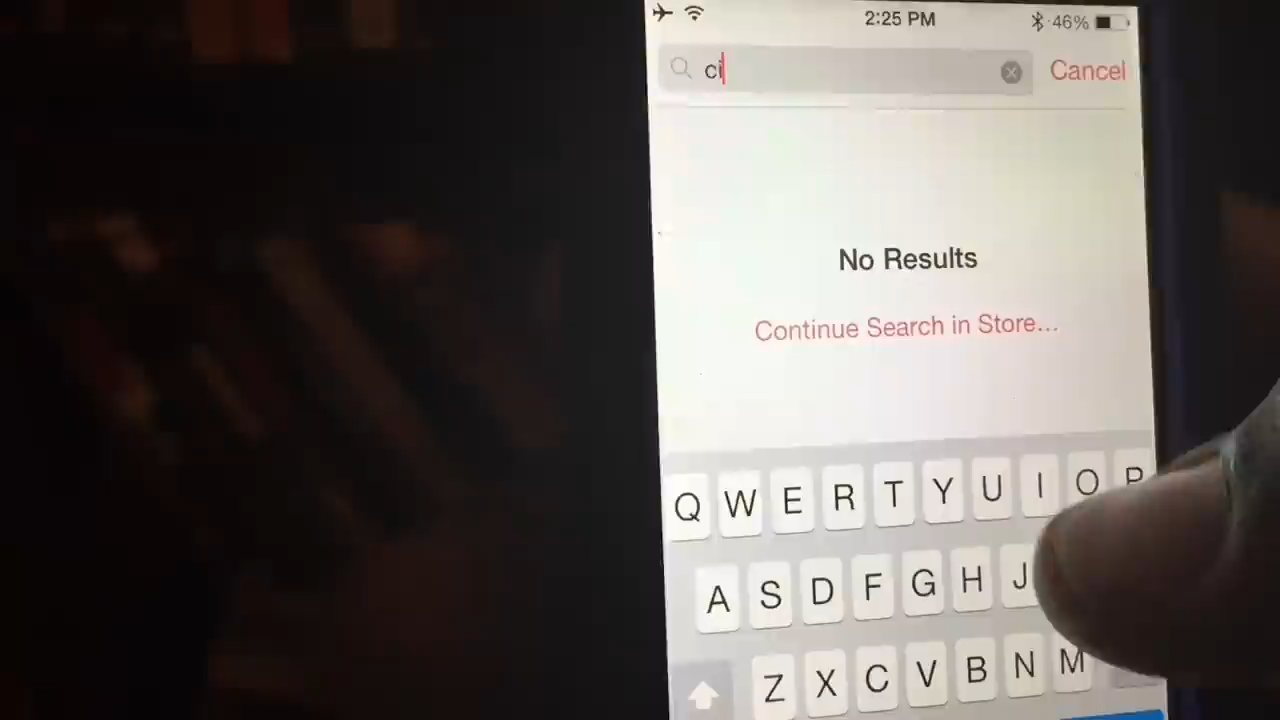 2:25 PM
46%
ci
Cancel
No Results
Continue Search in Store...
Q W E R T Y U I O P
A S D F G H J
Z X C V B N M